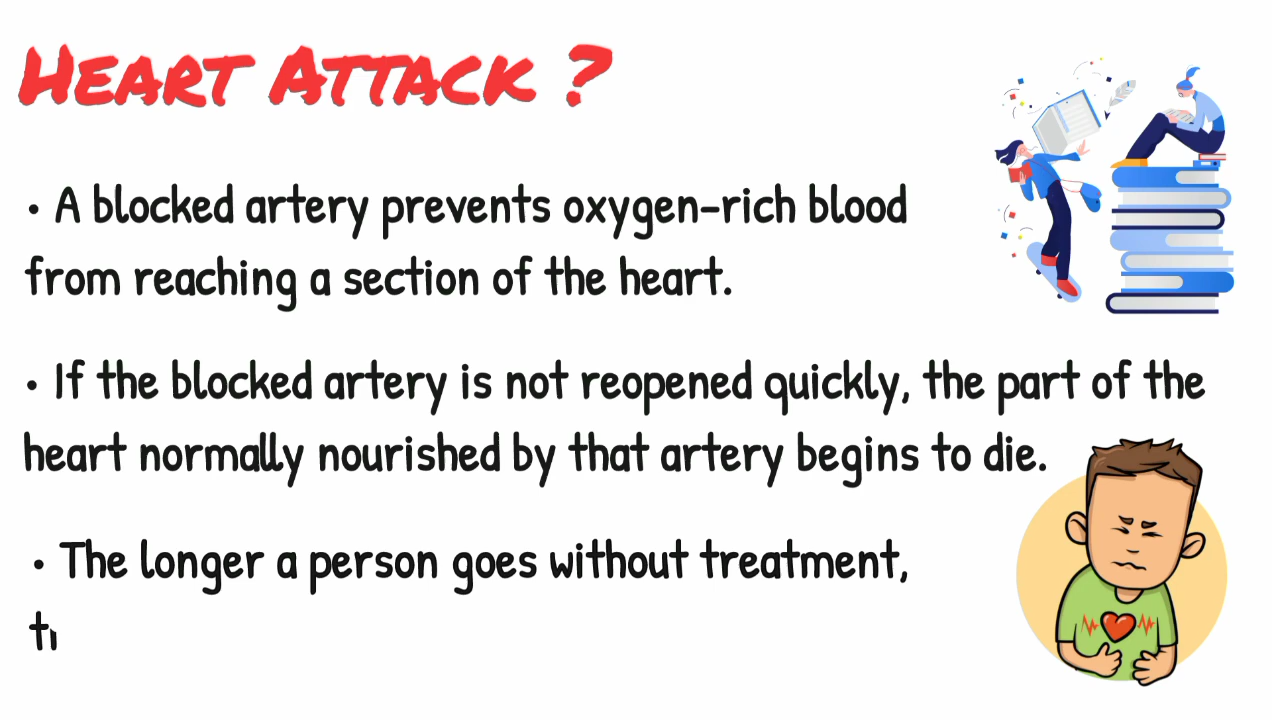 Heart Attack ?
• A blocked artery prevents oxygen-rich blood
from reaching a section of the heart.
• If the blocked artery is not reopened quickly, the part of the
heart normally nourished by that artery begins to die.
• The longer a person goes without treatment,